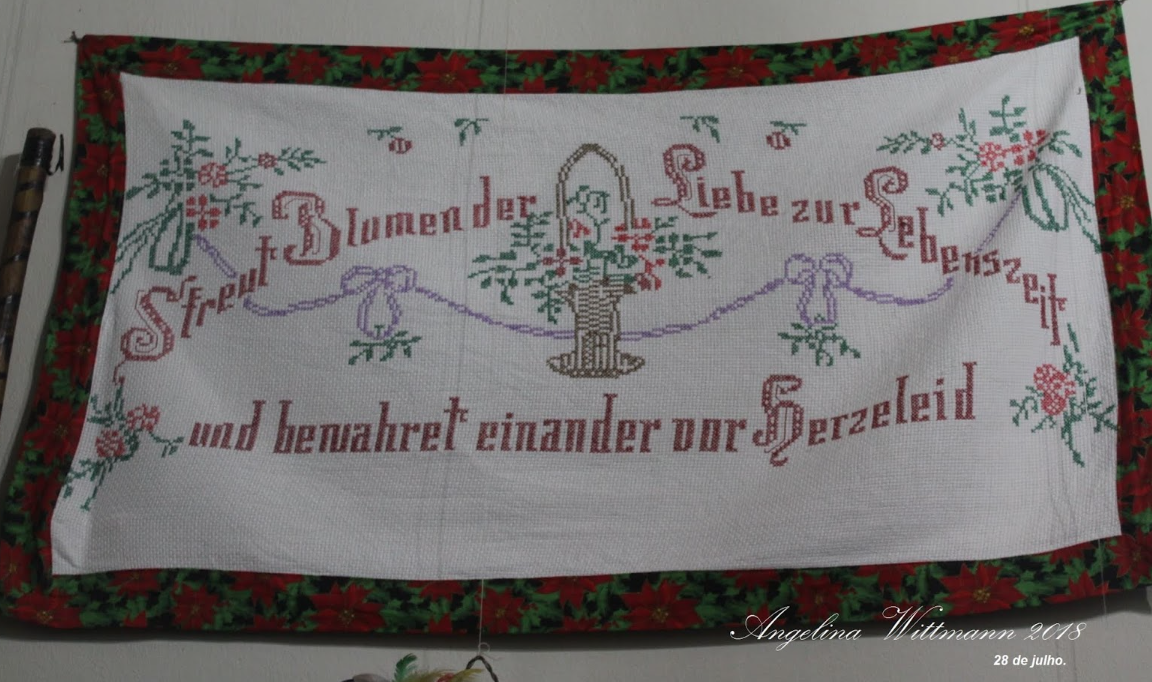 Streut Blumen der Liebe zur Lebenszeit
und bewahret einander vor Herzeleid
Angelina Wittmann 2018
28 de julho.